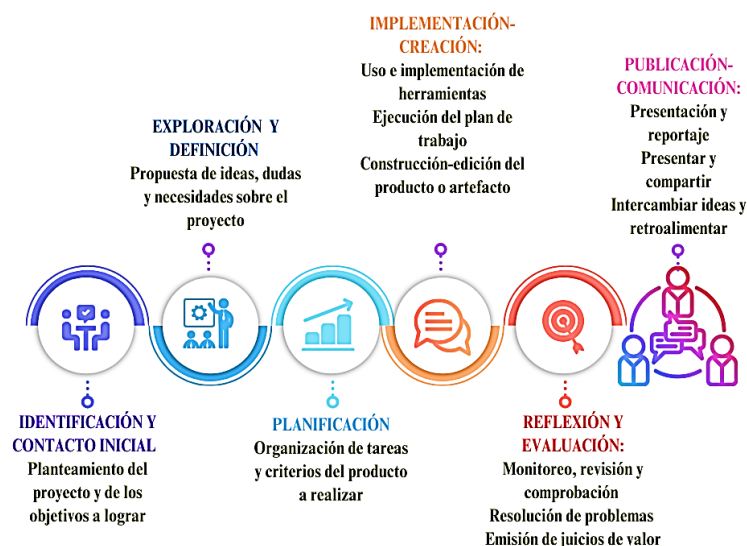 IDENTIFICACIÓN Y
CONTACTO INICIAL
Planteamiento del
proyecto y de los
objetivos a lograr
EXPLORACIÓN Y
DEFINICIÓN
Propuesta de ideas, dudas
y necesidades sobre el
proyecto
PLANIFICACIÓN
Organización de tareas
y criterios del producto
a realizar
IMPLEMENTACIÓN-
CREACIÓN:
Uso e implementación de
herramientas
Ejecución del plan de
trabajo
Construcción-edición del
producto o artefacto
REFLEXIÓN Y
EVALUACIÓN:
Monitoreo, revisión y
comprobación
Resolución de problemas
Emisión de juicios de valor
PUBLICACIÓN-
COMUNICACIÓN:
Presentación y
reportaje
Presentar y
compartir
Intercambiar ideas y
retroalimentar